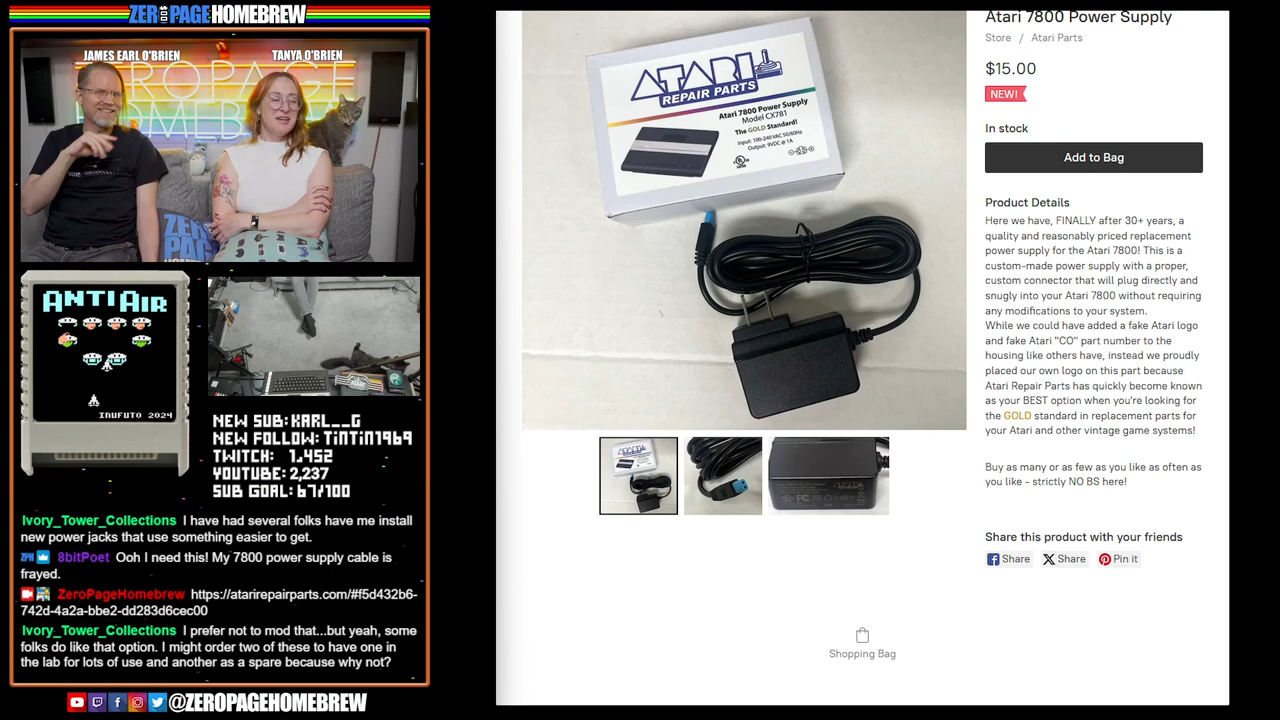 ZEROPAGEHOMEBREW
JAMES EARL O'BRIEN
TANYA O'BRIEN
ZEROPAGE
HOMEBREW
ZERO
PAGE
ANTIAIR
INUFUTO 2024
NEW SUB: KARL__G
NEW FOLLOW: TINTIN1969
TWITCH: 1,452
YOUTUBE: 2,237
SUB GOAL: 67/100
Ivory_Tower_Collections I have had several folks have me install
new power jacks that use something easier to get.
8bitPoet Ooh I need this! My 7800 power supply cable is
frayed.
ZeroPageHomebrew https://atarirepairparts.com/#f5d432b6-
742d-4a2a-bbe2-dd283d6cec00
Ivory_Tower_Collections I prefer not to mod that...but yeah, some
folks do like that option. I might order two of these to have one in
the lab for lots of use and another as a spare because why not?
@ZEROPAGEHOMEBREW
ATARI
REPAIR PARTS
Atari 7800 Power Supply
Model CX781
The GOLD Standard!
Input: 100-240 VAC 50/60Hz
Output: 9VDC @ 1A
Atari 7800 Power Supply
Store / Atari Parts
$15.00
NEW!
In stock
Add to Bag
Product Details
Here we have, FINALLY after 30+ years, a
quality and reasonably priced replacement
power supply for the Atari 7800! This is a
custom-made power supply with a proper,
custom connector that will plug directly and
snugly into your Atari 7800 without requiring
any modifications to your system.
While we could have added a fake Atari logo
and fake Atari "CO" part number to the
housing like others have, instead we proudly
placed our own logo on this part because
Atari Repair Parts has quickly become known
as your BEST option when you're looking for
the GOLD standard in replacement parts for
your Atari and other vintage game systems!
Buy as many or as few as you like as often as
you like - strictly NO BS here!
Share this product with your friends
Share
Share
Pin it
Shopping Bag